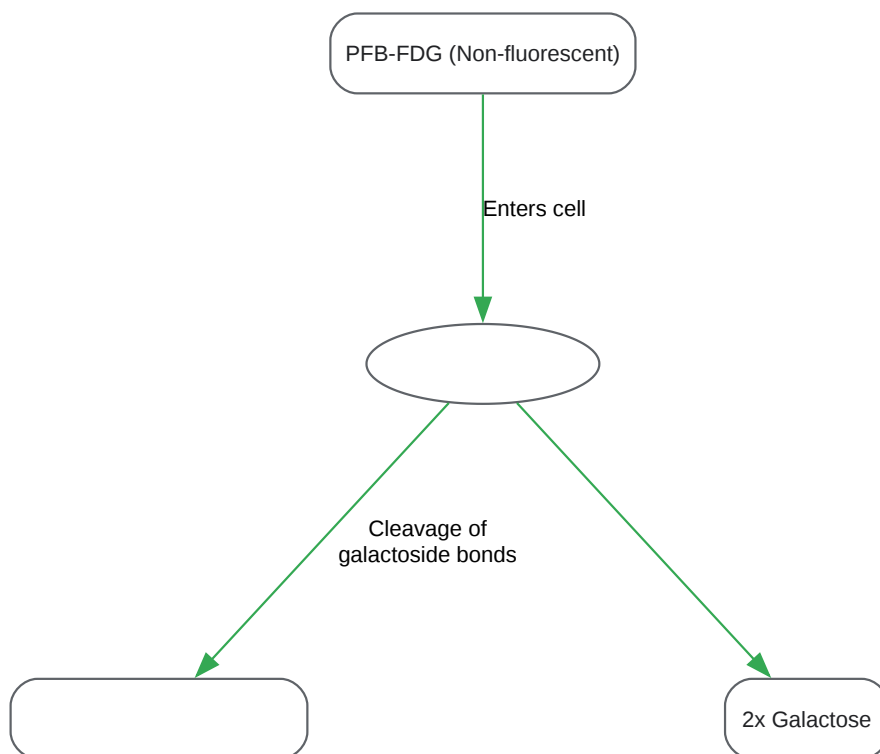 PFB-FDG (Non-fluorescent)
Enters cell
Cleavage of
galactoside bonds
2x Galactose